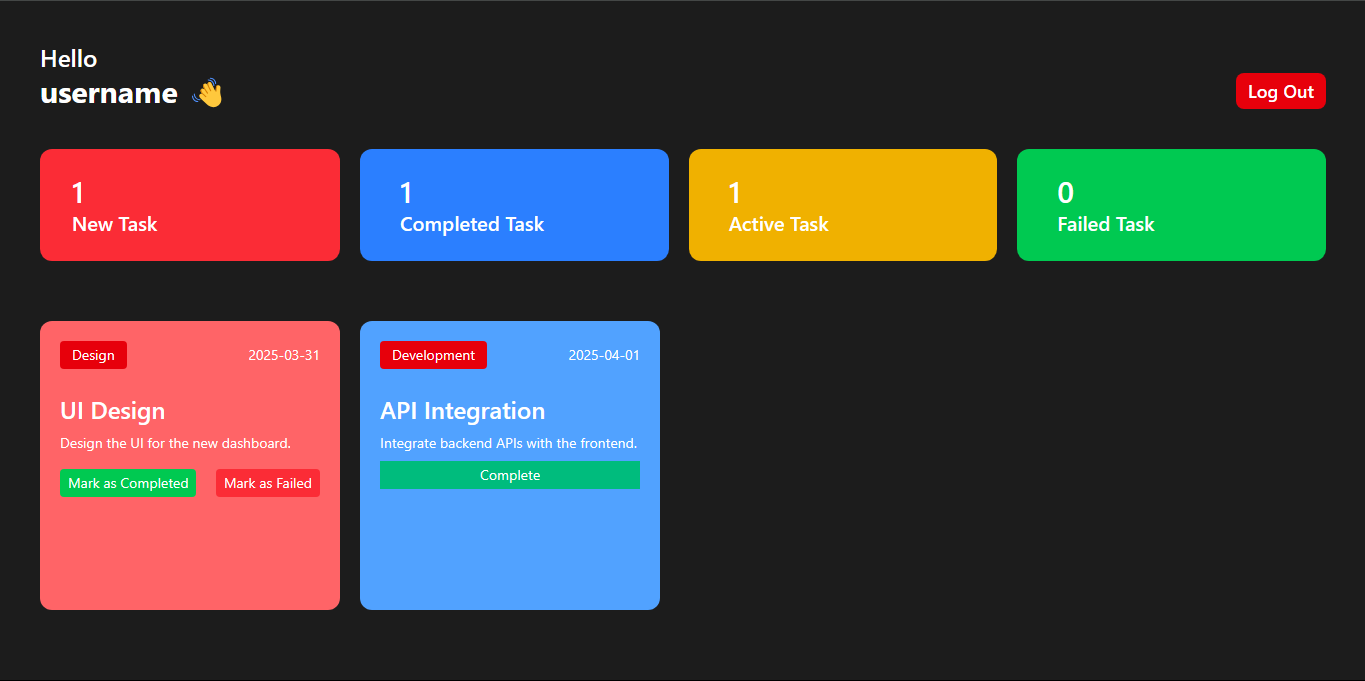 Hello
username 👋
Log Out
1
New Task
1
Completed Task
1
Active Task
0
Failed Task
Design
2025-03-31
UI Design
Design the UI for the new dashboard.
Mark as Completed
Mark as Failed
Development
2025-04-01
API Integration
Integrate backend APIs with the frontend.
Complete